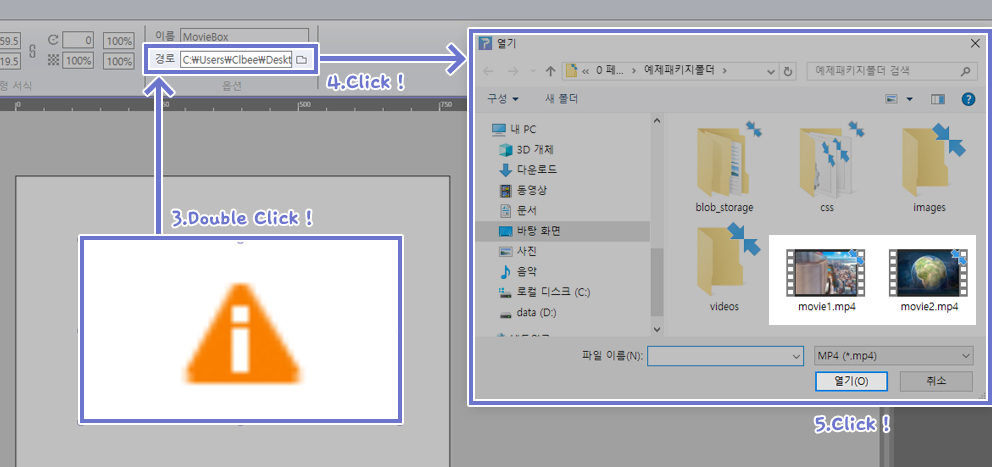 59.5
0
100%
이름
MovieBox
19.5
100%
100%
경로
C:₩Users₩Clbee₩Deskt
형 서식
옵션
4.Click !
0
250
500
750
3.Double Click !
열기
« 0 페... › 예제패키지폴더 ›
예제패키지폴더 검색
구성
새 폴더
내 PC
3D 개체
다운로드
동영상
문서
바탕 화면
사진
음악
로컬 디스크 (C:)
data (D:)
blob_storage
css
images
videos
movie1.mp4
movie2.mp4
파일 이름(N):
MP4 (*.mp4)
열기(O)
취소
5.Click !